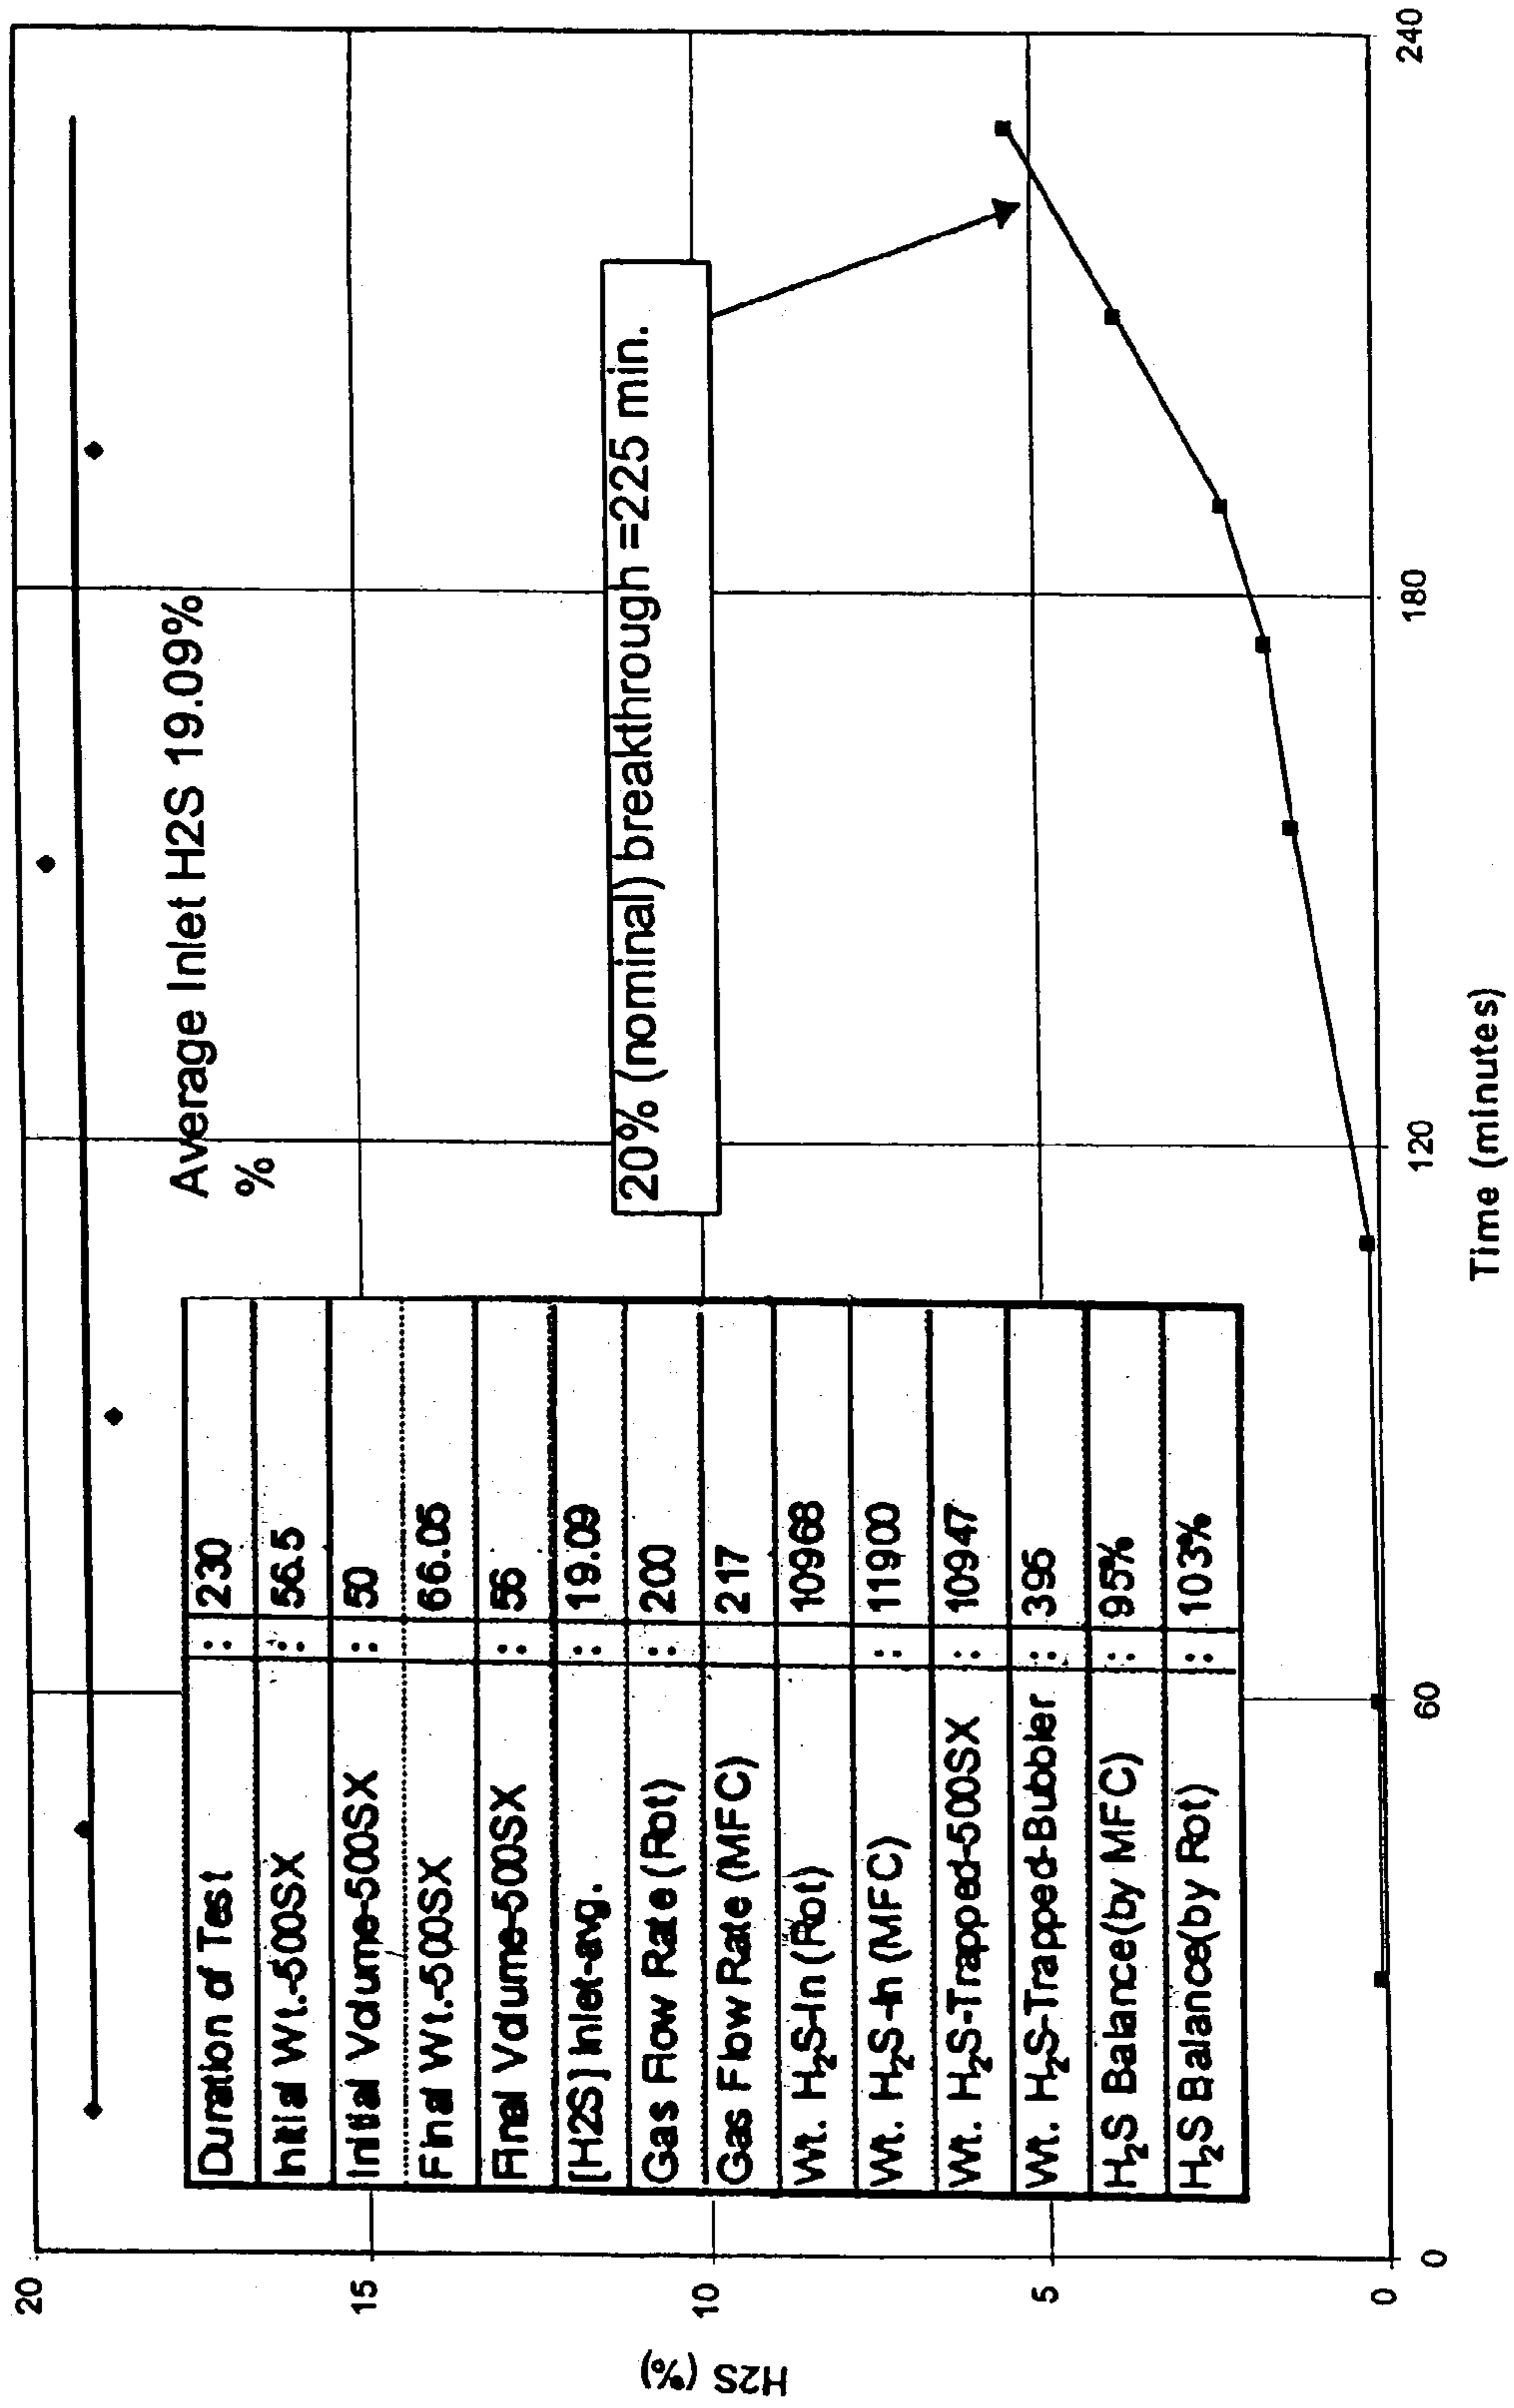 H2S (%)
20
15
10
5
0
Average Inlet H2S 19.09%
%
20% (nominal) breakthrough =225 min.
Duration of Test : 230
Initial Wt.-500SX : 56.5
Initial Volume-500SX : 50
Final Wt.-500SX 66.05
Final Volume-500SX : 56
[H2S] Inlet-avg. : 19.09
Gas Flow Rate (Rot) : 200
Gas Flow Rate (MFC) 217
Wt. H₂S-In (Rot) 10968
Wt. H₂S-In (MFC) : 11900
Wt. H₂S-Trapped-500SX : 10947
Wt. H₂S-Trapped-Bubbler : 395
H₂S Balance(by MFC) : 95%
H₂S Balance(by Rot) : 103%
0
60
120
180
240
Time (minutes)